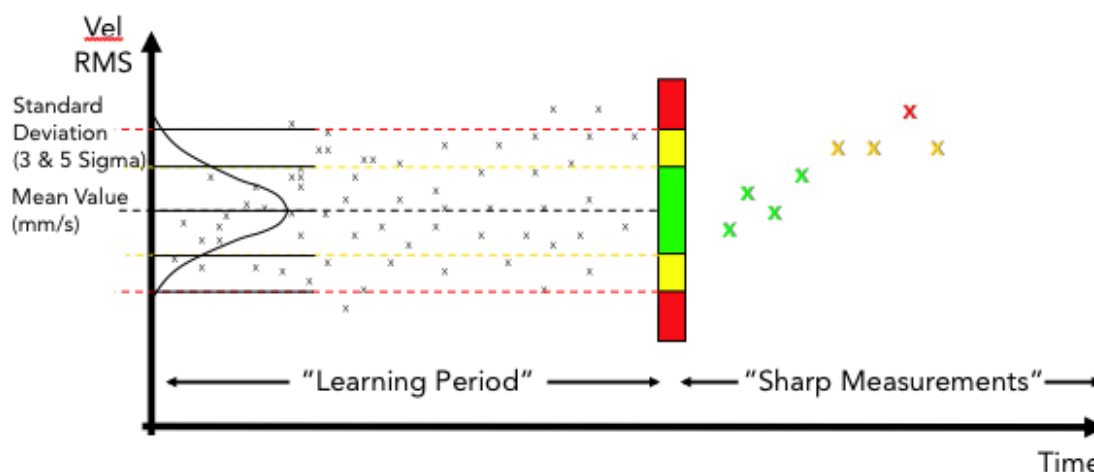 Vel
RMS
Standard
Deviation
(3 & 5 Sigma)
Mean Value
(mm/s)
"Learning Period"
"Sharp Measurements"
Time